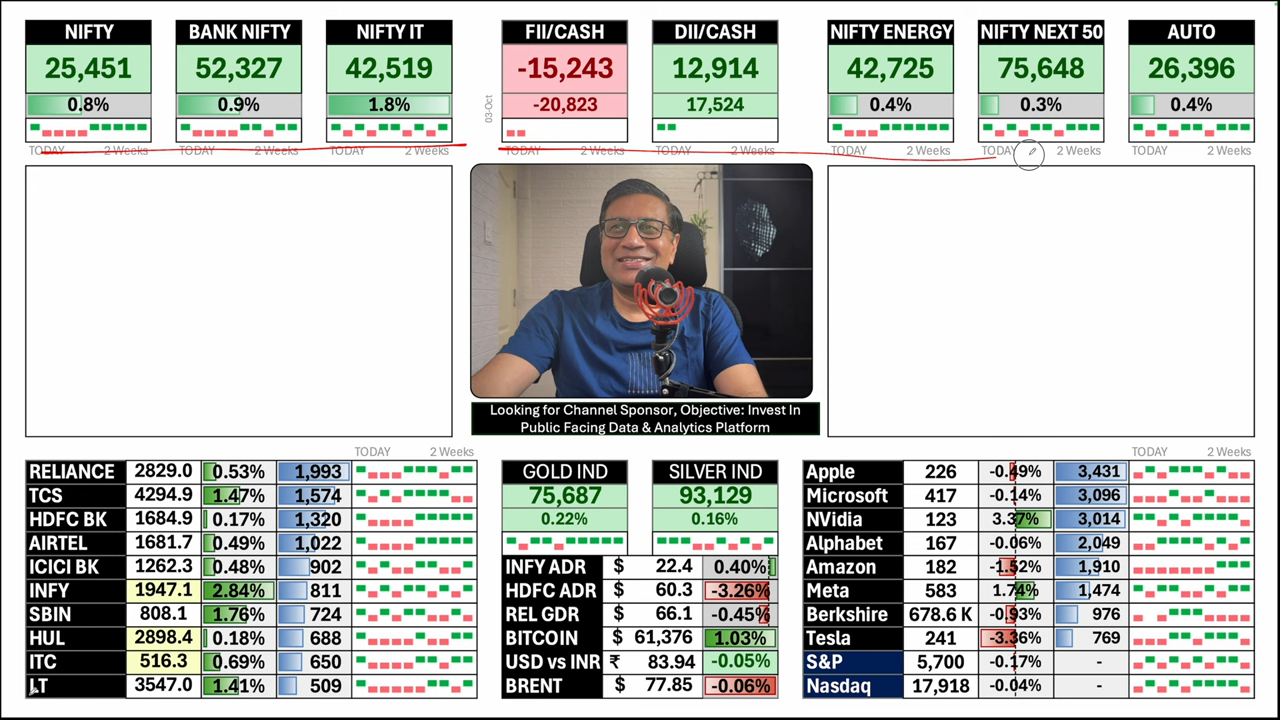 NIFTY BANK NIFTY NIFTY IT FII/CASH DII/CASH NIFTY ENERGY NIFTY NEXT 50 AUTO
25,451 52,327 42,519 -15,243 12,914 42,725 75,648 26,396
0.8% 0.9% 1.8% 03-Oct -20,823 17,524 0.4% 0.3% 0.4%
TODAY 2 Weeks TODAY 2 Weeks TODAY 2 Weeks TODAY 2 Weeks TODAY 2 Weeks TODAY 2 Weeks TODAY 2 Weeks TODAY 2 Weeks
Looking for Channel Sponsor, Objective: Invest In
Public Facing Data & Analytics Platform
TODAY 2 Weeks
RELIANCE 2829.0 0.53% 1,993
TCS 4294.9 1.47% 1,574
HDFC BK 1684.9 0.17% 1,320
AIRTEL 1681.7 0.49% 1,022
ICICI BK 1262.3 0.48% 902
INFY 1947.1 2.84% 811
SBIN 808.1 1.76% 724
HUL 2898.4 0.18% 688
ITC 516.3 0.69% 650
LT 3547.0 1.41% 509
GOLD IND SILVER IND
75,687 93,129
0.22% 0.16%
INFY ADR $ 22.4 0.40%
HDFC ADR $ 60.3 -3.26%
REL GDR $ 66.1 -0.45%
BITCOIN $ 61,376 1.03%
USD vs INR ₹ 83.94 -0.05%
BRENT $ 77.85 -0.06%
TODAY 2 Weeks
Apple 226 -0.49% 3,431
Microsoft 417 -0.14% 3,096
NVidia 123 3.37% 3,014
Alphabet 167 -0.06% 2,049
Amazon 182 -1.52% 1,910
Meta 583 1.74% 1,474
Berkshire 678.6 K -0.93% 976
Tesla 241 -3.36% 769
S&P 5,700 -0.17% -
Nasdaq 17,918 -0.04% -